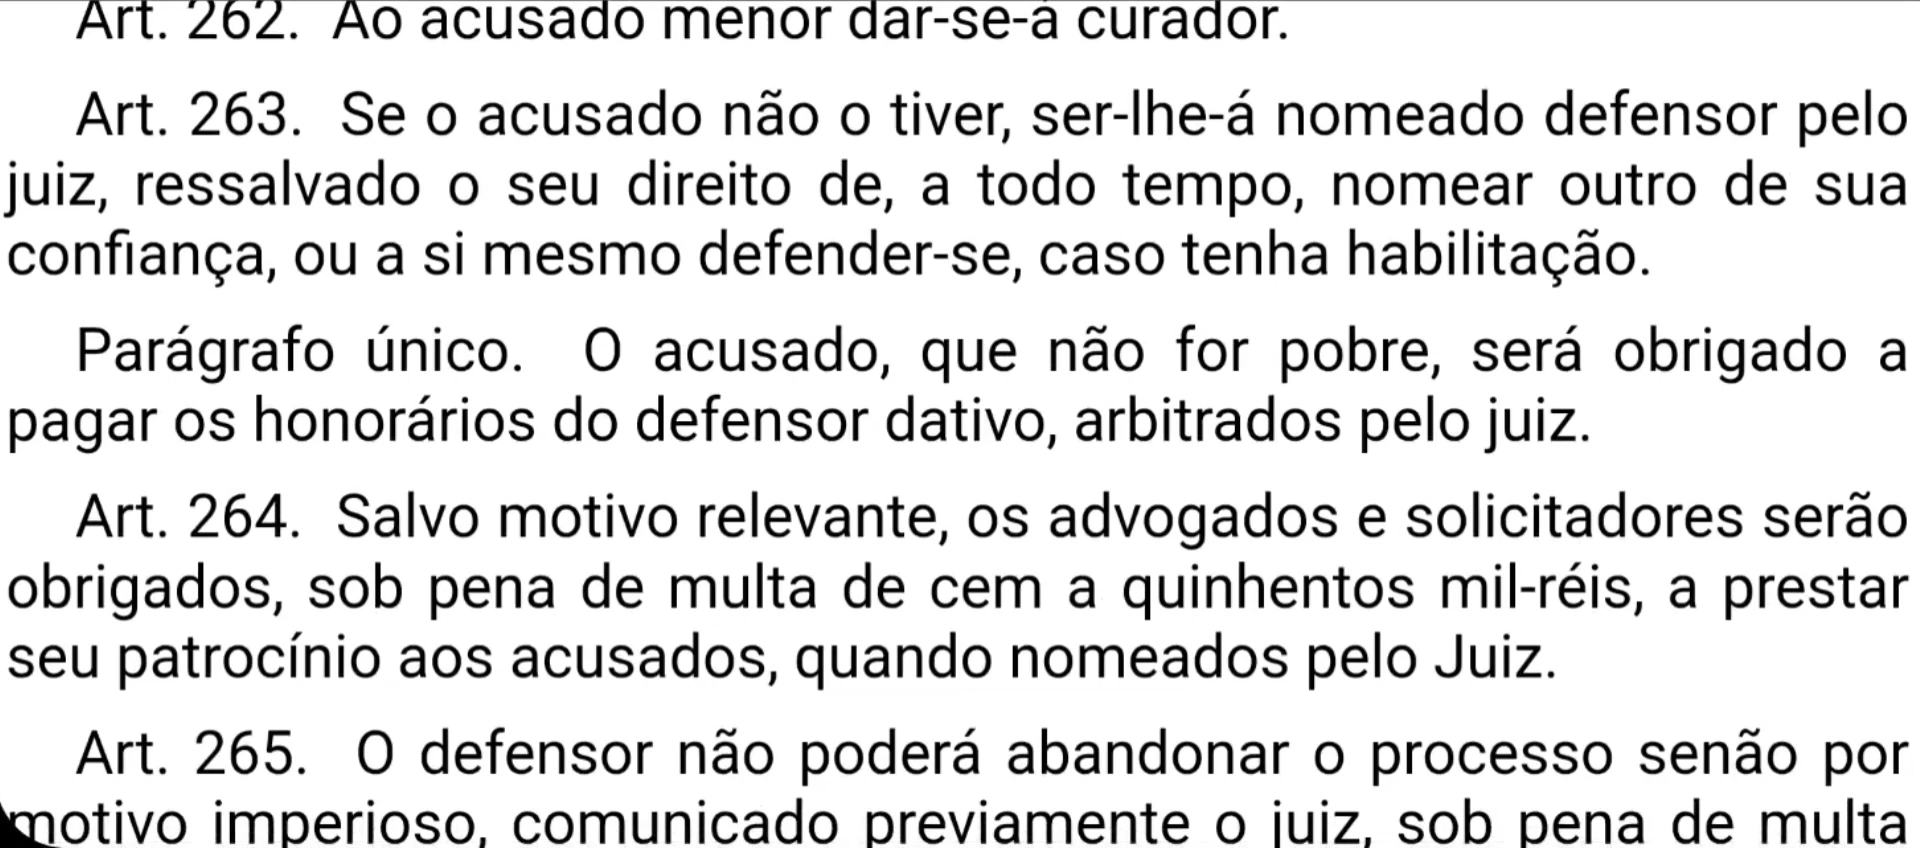 Art. 262. Ao acusado menor dar-se-á curador.
Art. 263. Se o acusado não o tiver, ser-lhe-á nomeado defensor pelo
juiz, ressalvado o seu direito de, a todo tempo, nomear outro de sua
confiança, ou a si mesmo defender-se, caso tenha habilitação.
Parágrafo único. O acusado, que não for pobre, será obrigado a
pagar os honorários do defensor dativo, arbitrados pelo juiz.
Art. 264. Salvo motivo relevante, os advogados e solicitadores serão
obrigados, sob pena de multa de cem a quinhentos mil-réis, a prestar
seu patrocínio aos acusados, quando nomeados pelo Juiz.
Art. 265. O defensor não poderá abandonar o processo senão por
motivo imperioso, comunicado previamente o juiz, sob pena de multa